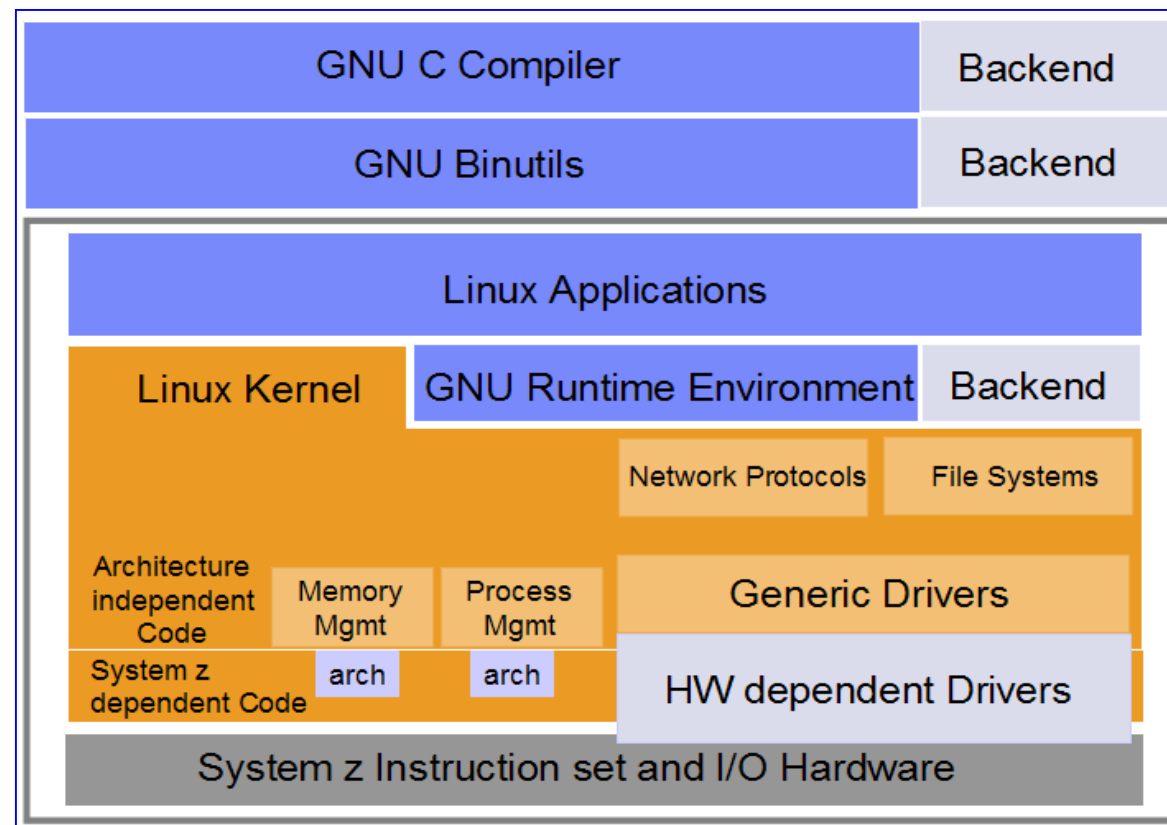 GNU C Compiler
Backend
GNU Binutils
Backend
Linux Applications
Linux Kernel
GNU Runtime Environment
Backend
Network Protocols
File Systems
Architecture
independent
Code
Memory
Mgmt
Process
Mgmt
Generic Drivers
System z
dependent Code
arch
arch
HW dependent Drivers
System z Instruction set and I/O Hardware